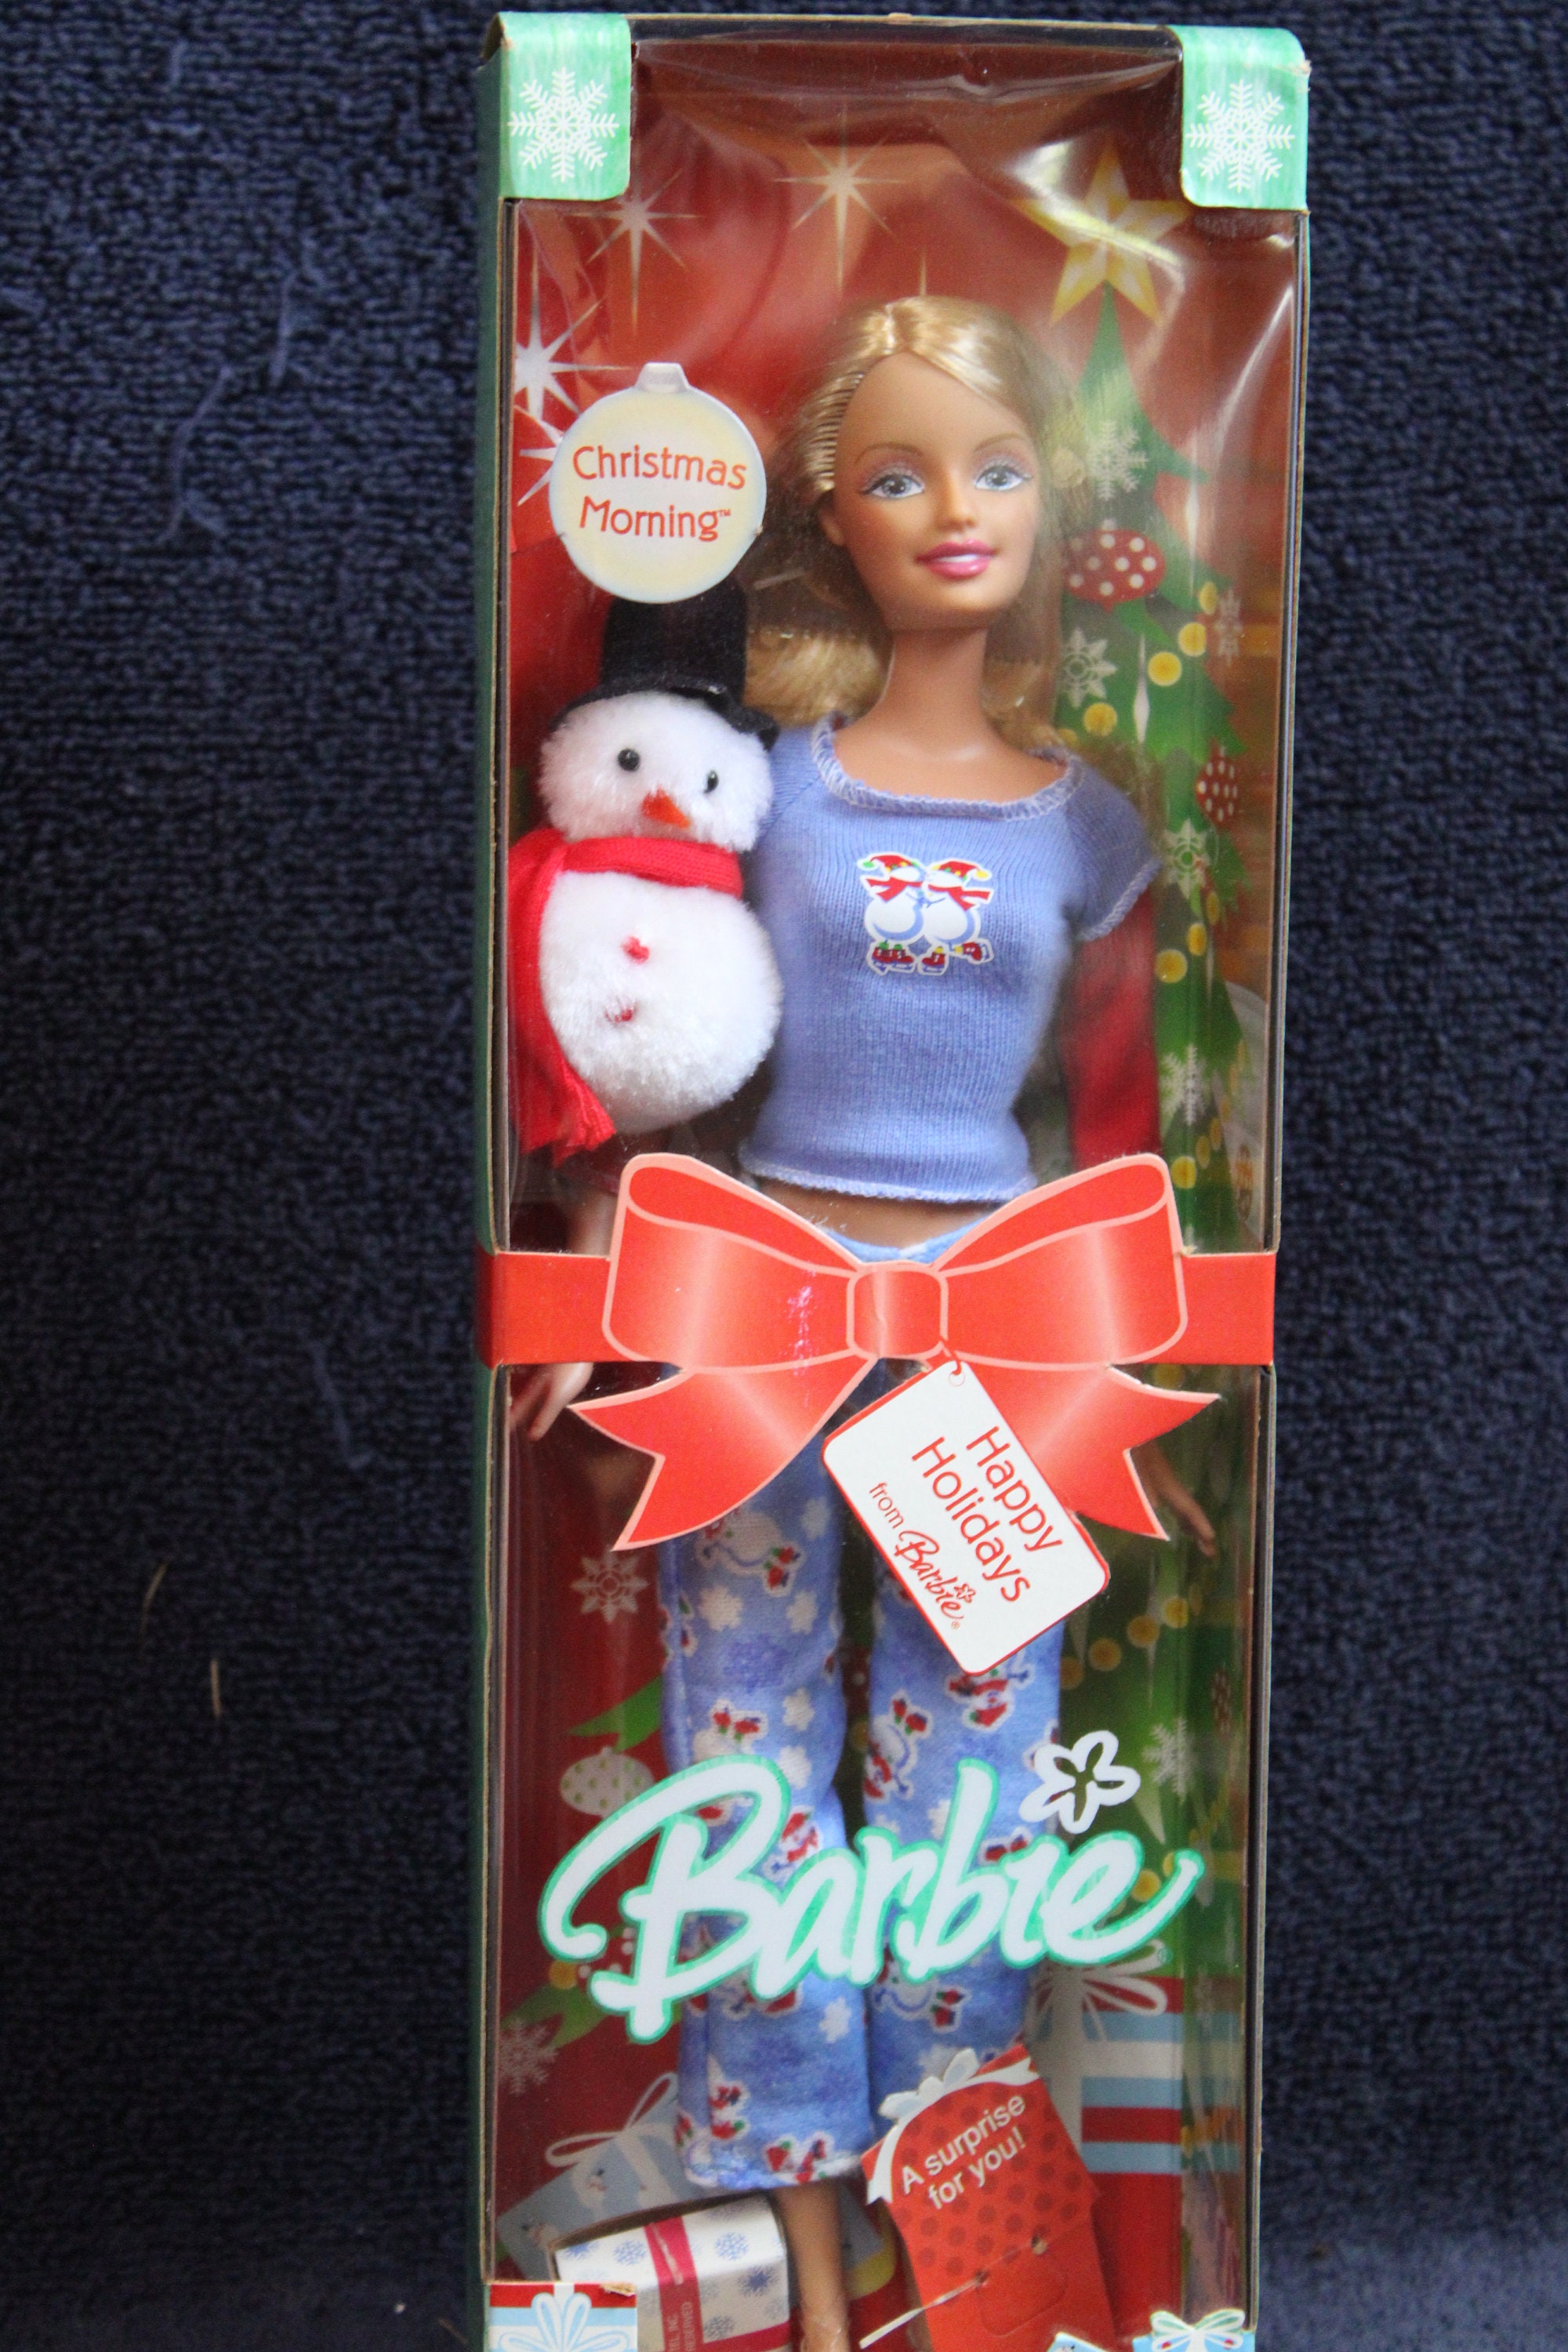 Christmas
Morning™
Happy
Holidays
from Barbie®
Barbie
A surprise
for you!